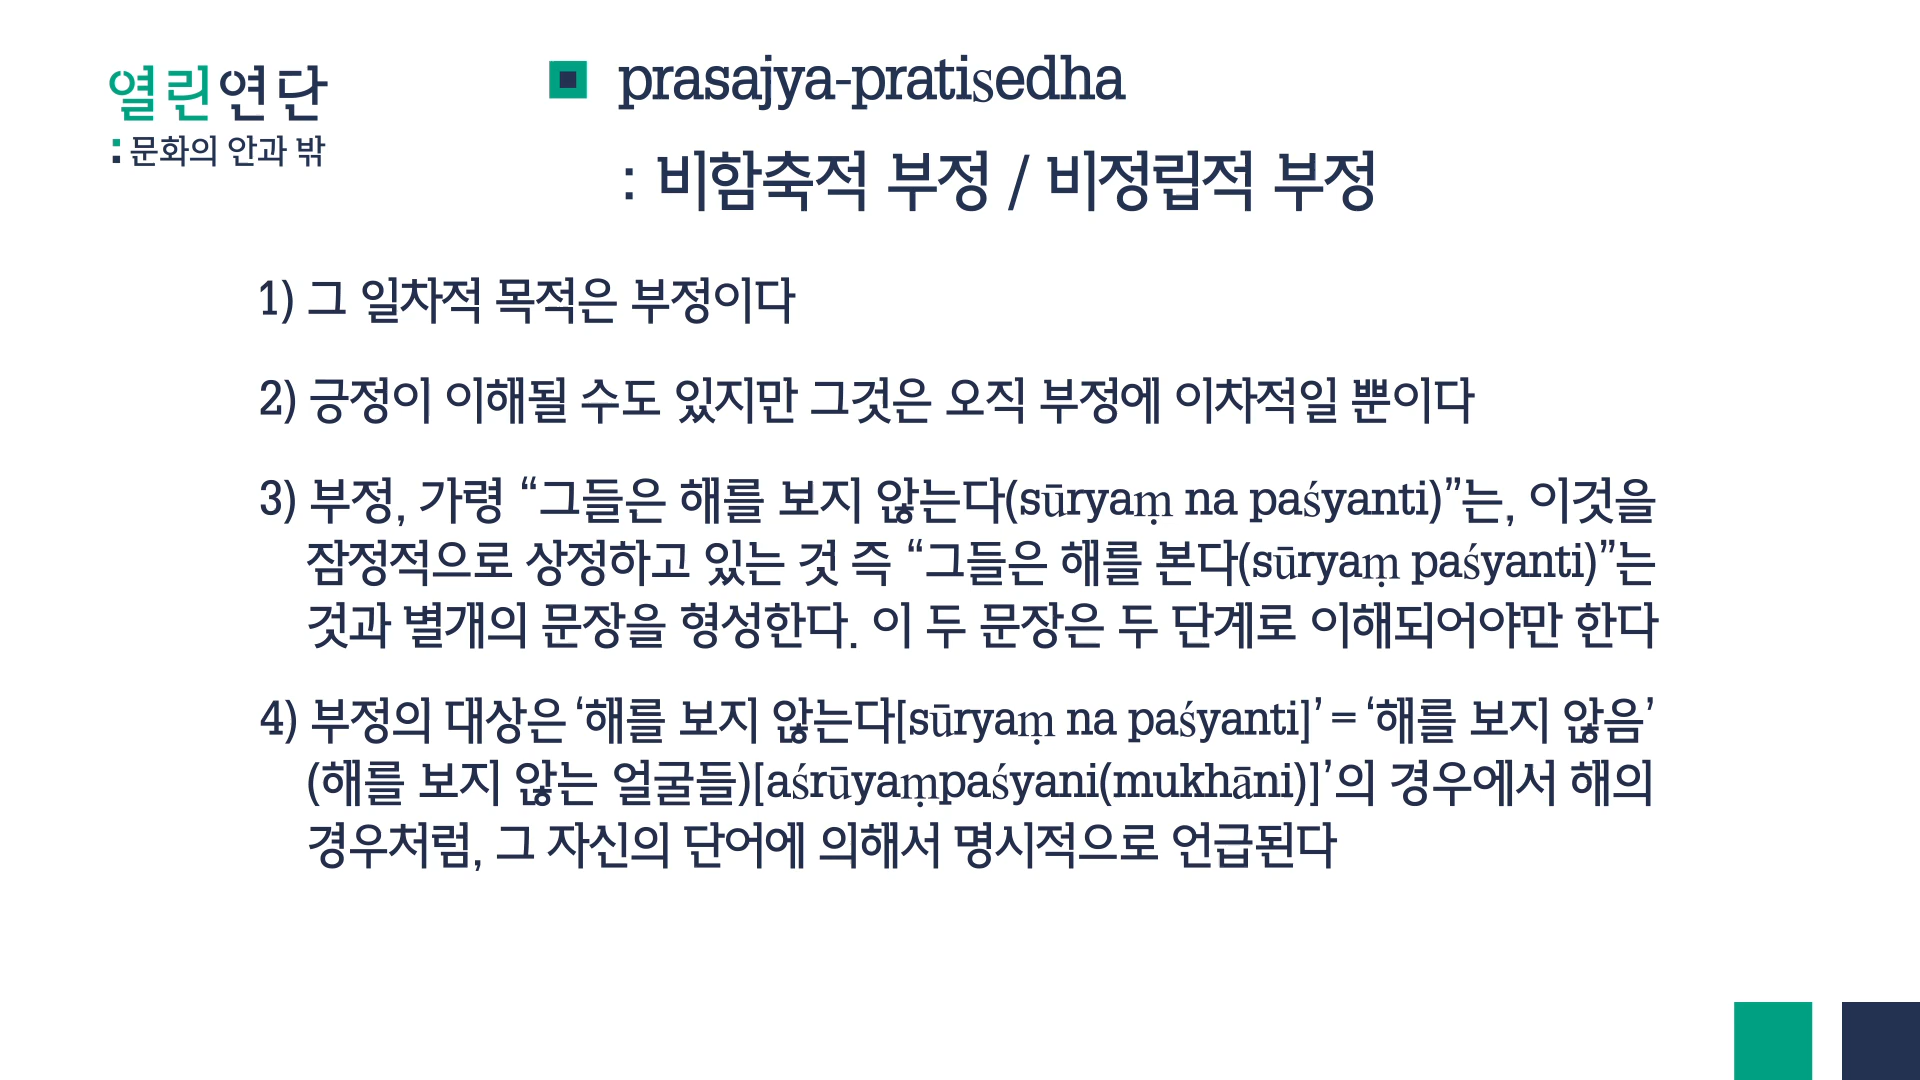 열린연단
: 문화의 안과 밖
prasajya-pratisedha
: 비함축적 부정 / 비정립적 부정
1) 그 일차적 목적은 부정이다
2) 긍정이 이해될 수도 있지만 그것은 오직 부정에 이차적일 뿐이다
3) 부정, 가령 “그들은 해를 보지 않는다(sūryaṃ na paśyanti)”는, 이것을
잠정적으로 상정하고 있는 것 즉 “그들은 해를 본다(sūryaṃ paśyanti)”는
것과 별개의 문장을 형성한다. 이 두 문장은 두 단계로 이해되어야만 한다
4) 부정의 대상은 ‘해를 보지 않는다[sūryaṃ na paśyanti]’ = ‘해를 보지 않음’
(해를 보지 않는 얼굴들)[aśrūyaṃpaśyani(mukhāni)]’의 경우에서 해의
경우처럼, 그 자신의 단어에 의해서 명시적으로 언급된다